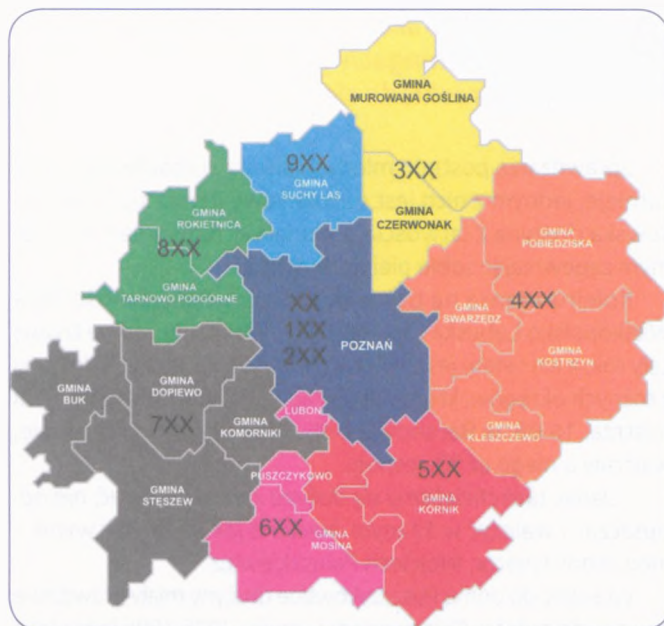 GMINA
MUROWANA GOŚLINA
9XX
GMINA
SUCHY LAS
3XX
GMINA
CZERWONAK
GMINA
ROKIETNICA
8XX
GMINA
TARNOWO PODGÓRNE
GMINA
POBIEDZISKA
4XX
GMINA
SWARZĘDZ
GMINA
KOSTRZYN
XX
1XX
2XX
POZNAŃ
GMINA
BUK
GMINA
DOPIEWO
7XX
GMINA
KOMORNIKI
LUBOŃ
GMINA
KLESZCZEWO
GMINA
STĘSZEW
PUSZCZYKOWO
5XX
GMINA
KÓRNIK
6XX
GMINA
MOSINA